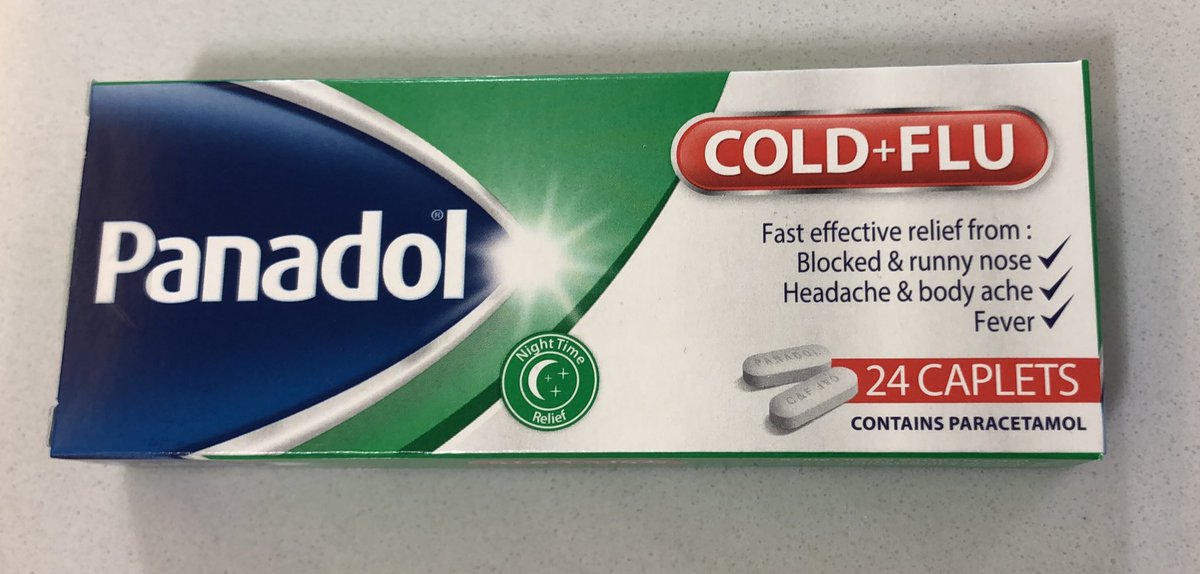 Panadol®
COLD+FLU
Fast effective relief from :
Blocked & runny nose
Headache & body ache
Fever
Night Time
Relief
PANADOL
24 CAPLETS
CONTAINS PARACETAMOL